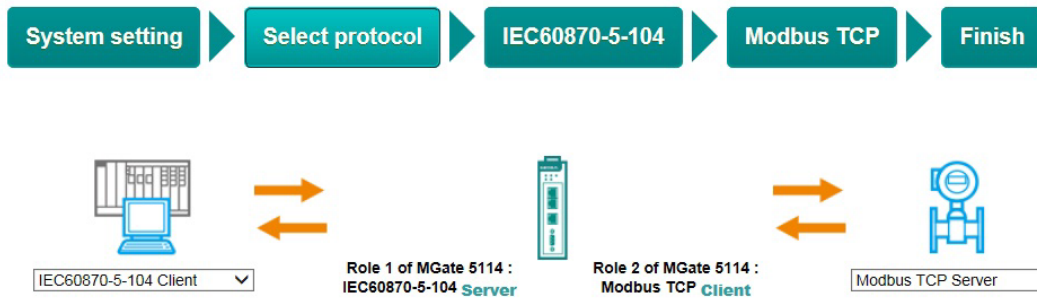 System setting
Select protocol
IEC60870-5-104
Modbus TCP
Finish
IEC60870-5-104 Client
Role 1 of MGate 5114 :
IEC60870-5-104 Server
Role 2 of MGate 5114 :
Modbus TCP Client
Modbus TCP Server